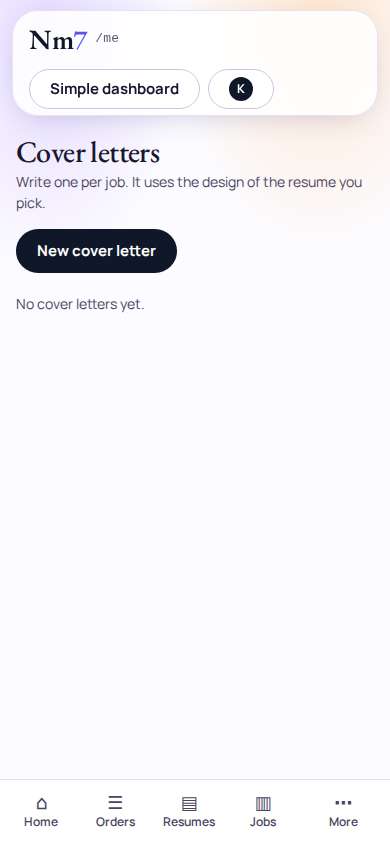 Nm7 /me
Simple dashboard
K
Cover letters
Write one per job. It uses the design of the resume you
pick.
New cover letter
No cover letters yet.
Home
Orders
Resumes
Jobs
More